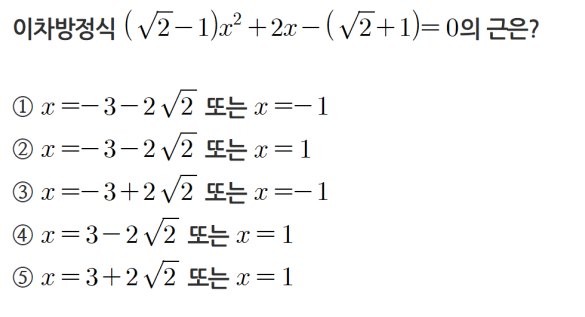 이차방정식 (√2−1)x²+2x−(√2+1)=0의 근은?
① x=−3−2√2 또는 x=−1
② x=−3−2√2 또는 x=1
③ x=−3+2√2 또는 x=−1
④ x=3−2√2 또는 x=1
⑤ x=3+2√2 또는 x=1